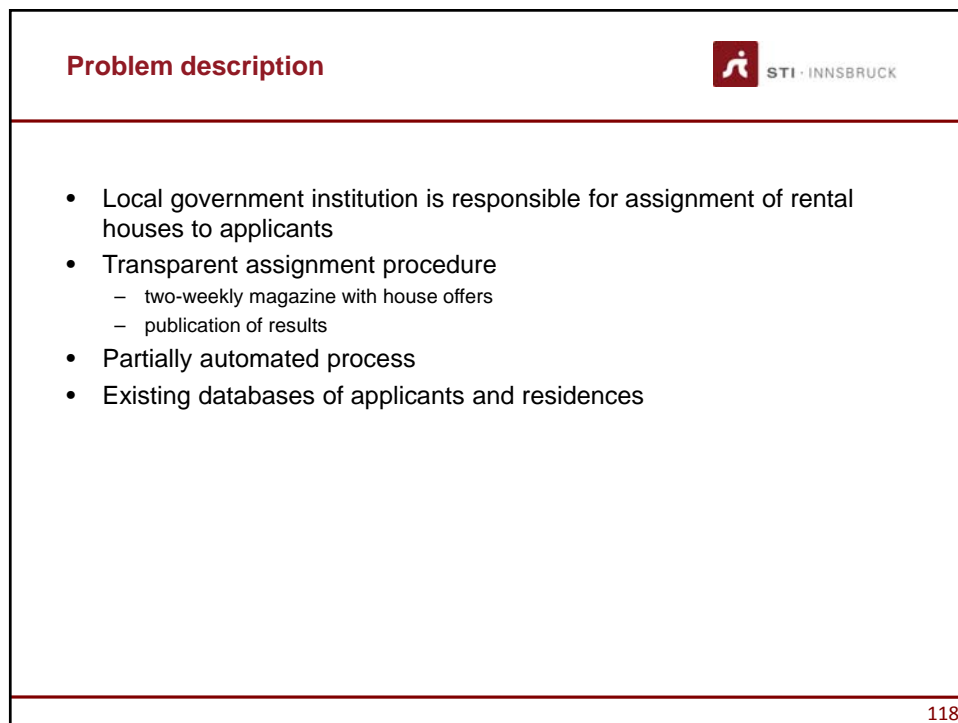 Problem description
STI · INNSBRUCK
• Local government institution is responsible for assignment of rental
houses to applicants
• Transparent assignment procedure
– two-weekly magazine with house offers
– publication of results
• Partially automated process
• Existing databases of applicants and residences
118